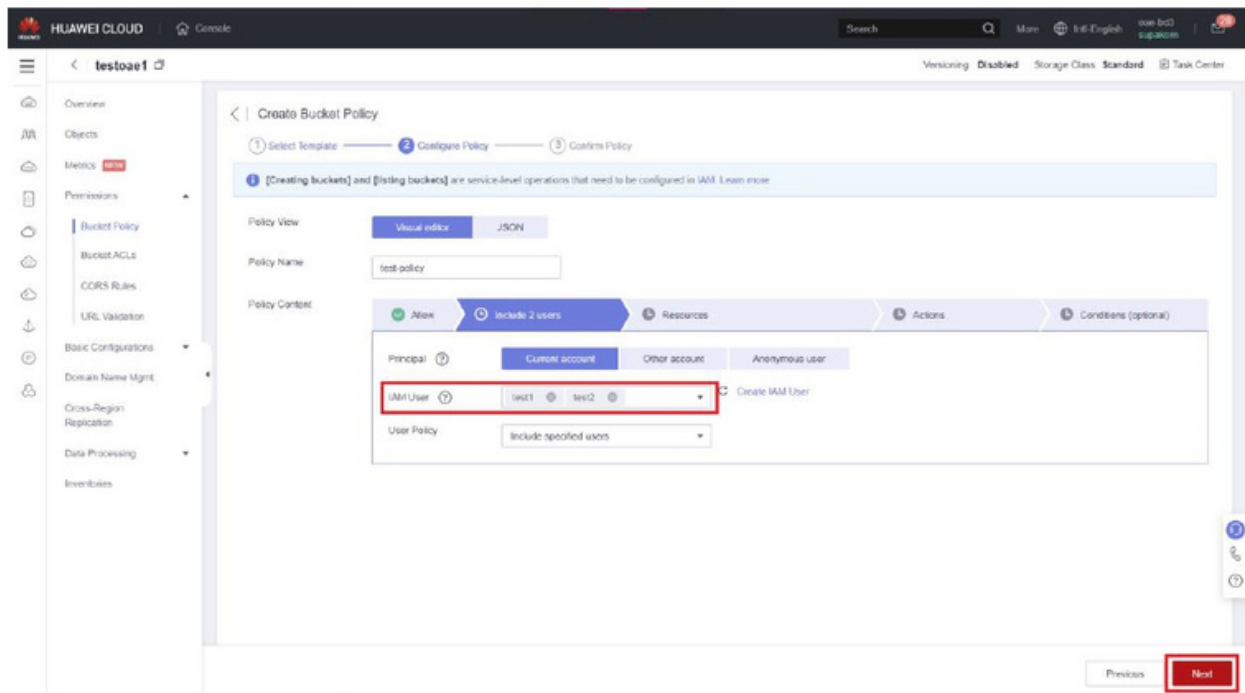 HUAWEI
HUAWEI CLOUD
Console
Search
More
Intl-English
supakorn
28
testoae1
Versioning Disabled
Storage Class Standard
Task Center
Overview
Objects
Metrics NEW
Permissions
Bucket Policy
Bucket ACLs
CORS Rules
URL Validation
Basic Configurations
Domain Name Mgmt
Cross-Region
Replication
Data Processing
Inventories
Create Bucket Policy
1 Select Template
2 Configure Policy
3 Confirm Policy
[Creating buckets] and [listing buckets] are service-level operations that need to be configured in IAM. Learn more
Policy View
Visual editor
JSON
Policy Name
test-policy
Policy Content
Allow
Include 2 users
Resources
Actions
Conditions (optional)
Principal
Current account
Other account
Anonymous user
IAM User
test1
test2
Create IAM User
User Policy
Include specified users
Previous
Next